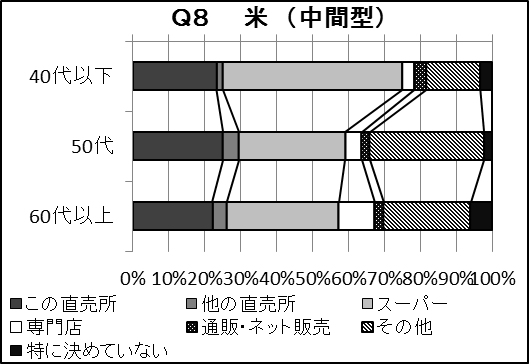 Q8　米（中間型）
40代以下
50代
60代以上
0% 10% 20% 30% 40% 50% 60% 70% 80% 90% 100%
この直売所 他の直売所 スーパー
専門店 通販・ネット販売 その他
特に決めていない